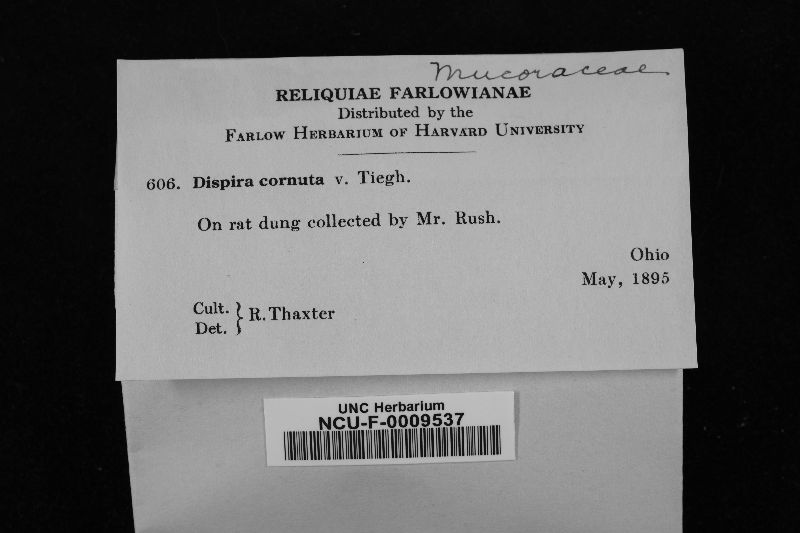 Mucoraceae
RELIQUIAE FARLOWIANAE
Distributed by the
FARLOW HERBARIUM OF HARVARD UNIVERSITY
606. Dispira cornuta v. Tiegh.
On rat dung collected by Mr. Rush.
Ohio
May, 1895
Cult.
Det. } R. Thaxter
UNC Herbarium
NCU-F-0009537